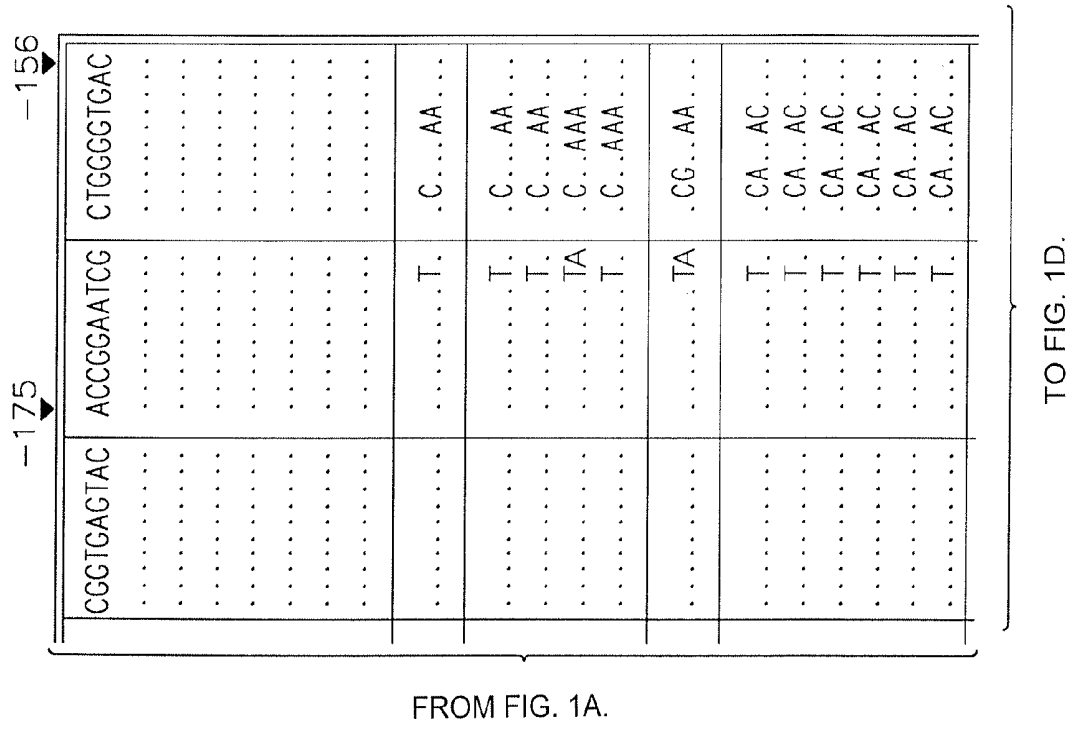 -175 -156
CGGTGAGTAC ACCGGAATCG CTGGGGTGAC
.......... .......... ..........
.......... .......... ..........
.......... .......... ..........
.......... .......... ..........
.......... .......... ..........
.......... .......... ..........
.......... .......... ..........
.......... ........T. .C...AA...
.......... ........T. .C...AA...
.......... ........T. .C...AA...
.......... ........TA .C..AAA...
.......... ........T. .C..AAA...
.......... ........TA .CG..AA...
.......... ........T. .CA..AC...
.......... ........T. .CA..AC...
.......... ........T. .CA..AC...
.......... ........T. .CA..AC...
.......... ........T. .CA..AC...
.......... ........T. .CA..AC...
TO FIG. 1D.
FROM FIG. 1A.